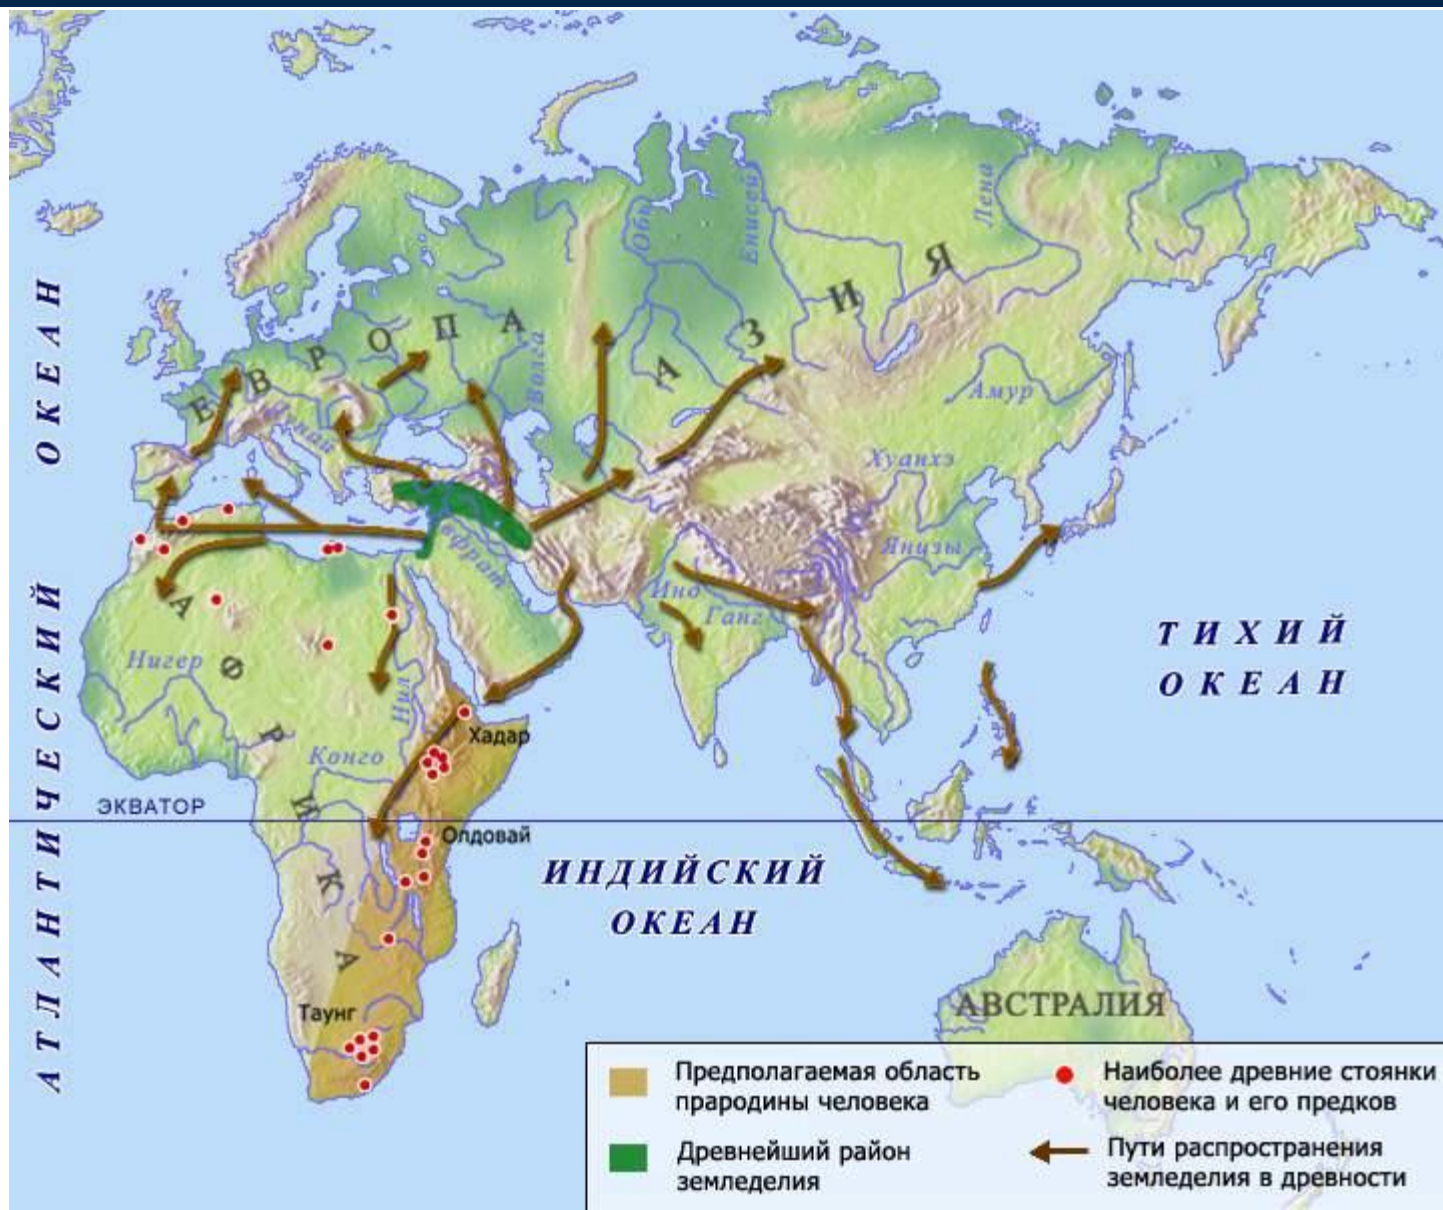 Обь
Енисей
Лена
ЕВРОПА
АЗИЯ
Волга
Амур
Хуанхэ
Янцзы
Евфрат
Инд
Ганг
АТЛАНТИЧЕСКИЙ ОКЕАН
ТИХИЙ
ОКЕАН
АФРИКА
Нигер
Нил
Хадар
Конго
ЭКВАТОР
Олдовай
ИНДИЙСКИЙ
ОКЕАН
Таунг
АВСТРАЛИЯ
Предполагаемая область
прародины человека
Древнейший район
земледелия
Наиболее древние стоянки
человека и его предков
Пути распространения
земледелия в древности